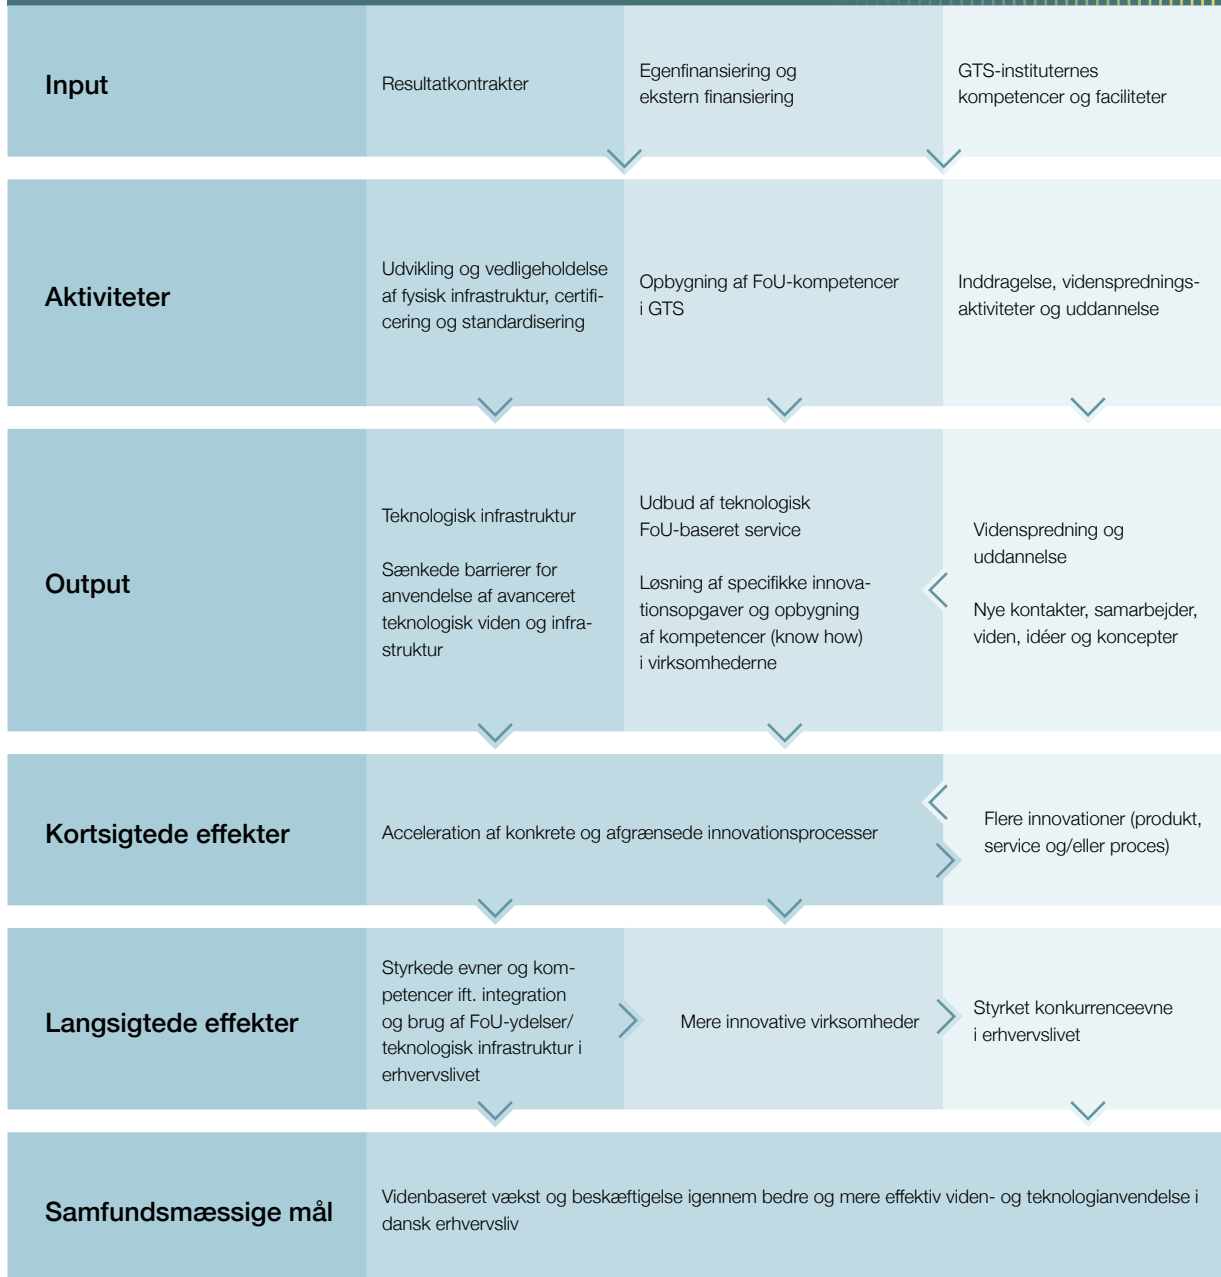 Input
Resultatkontrakter
Egenfinansiering og
ekstern finansiering
GTS-instituternes
kompetencer og faciliteter
Aktiviteter
Udvikling og vedligeholdelse
af fysisk infrastruktur, certifi-
cering og standardisering
Opbygning af FoU-kompetencer
i GTS
Inddragelse, vidensprednings-
aktiviteter og uddannelse
Output
Teknologisk infrastruktur
Sænkede barrierer for
anvendelse af avanceret
teknologisk viden og infra-
struktur
Udbud af teknologisk
FoU-baseret service
Løsning af specifikke innova-
tionsopgaver og opbygning
af kompetencer (know how)
i virksomhederne
Videnspredning og
uddannelse
Nye kontakter, samarbejder,
viden, idéer og koncepter
Kortsigtede effekter
Acceleration af konkrete og afgrænsede innovationsprocesser
Flere innovationer (produkt,
service og/eller proces)
Langsigtede effekter
Styrkede evner og kom-
petencer ift. integration
og brug af FoU-ydelser/
teknologisk infrastruktur i
erhvervslivet
Mere innovative virksomheder
Styrket konkurrenceevne
i erhvervslivet
Samfundsmæssige mål
Videnbaseret vækst og beskæftigelse igennem bedre og mere effektiv viden- og teknologianvendelse i
dansk erhvervsliv